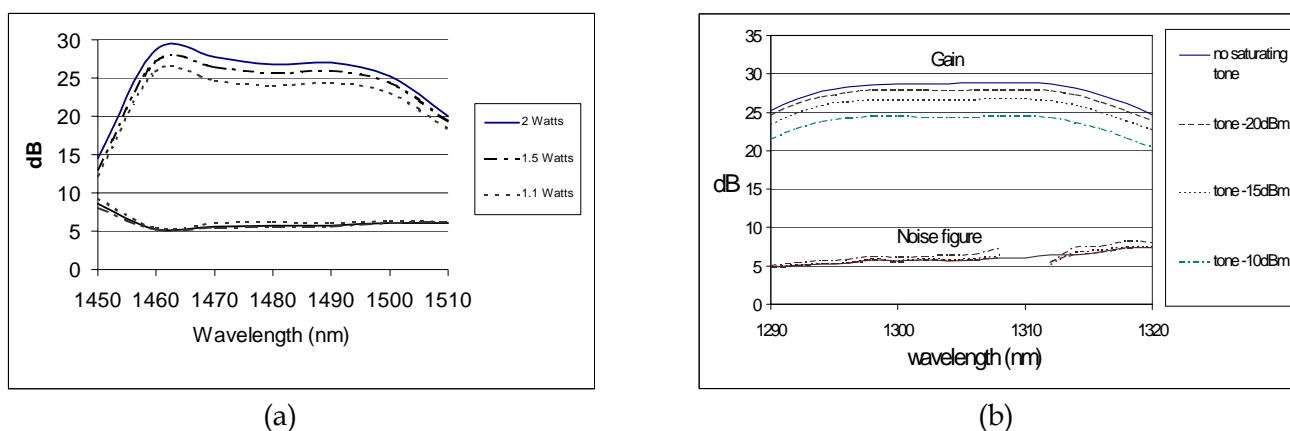 30
25
20
15
10
5
0
dB
1450 1460 1470 1480 1490 1500 1510
Wavelength (nm)
2 Watts
1.5 Watts
1.1 Watts
(a)
35
30
25
20
15
10
5
0
dB
Gain
Noise figure
1290 1300 1310 1320
wavelength (nm)
no saturating
tone
tone -20dBm
tone -15dBm
tone -10dBm
(b)